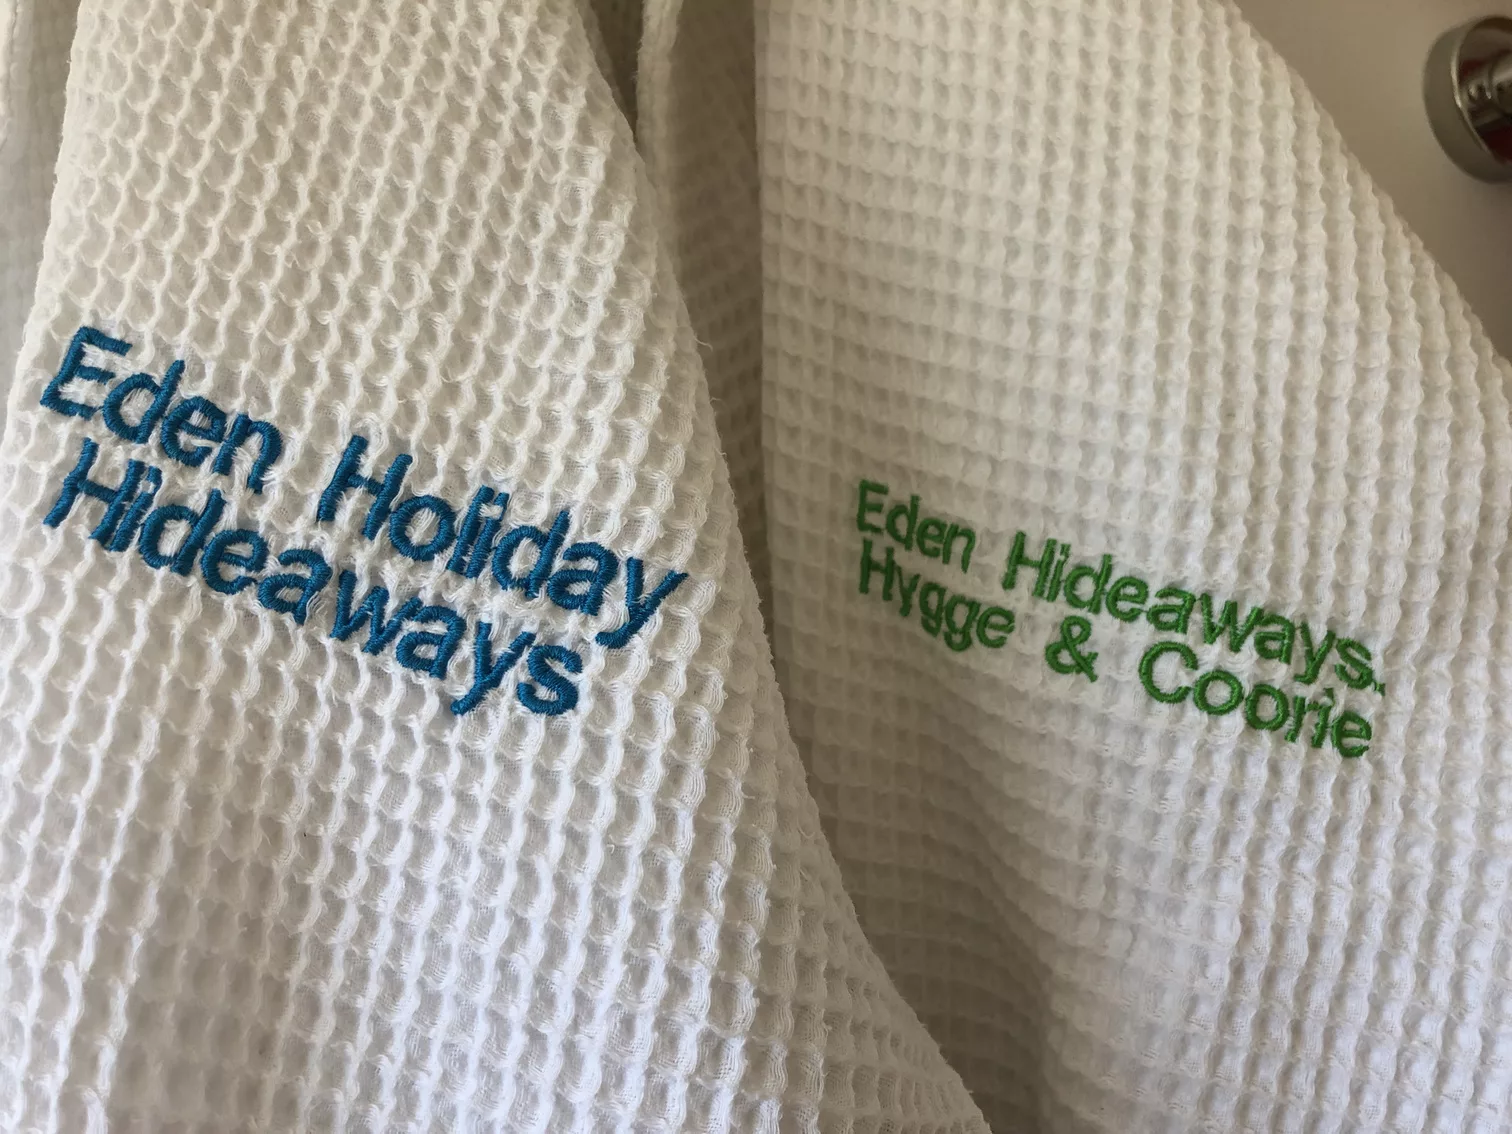 Eden Holiday
Hideaways
Eden Hideaways.
Hygge & Coorie